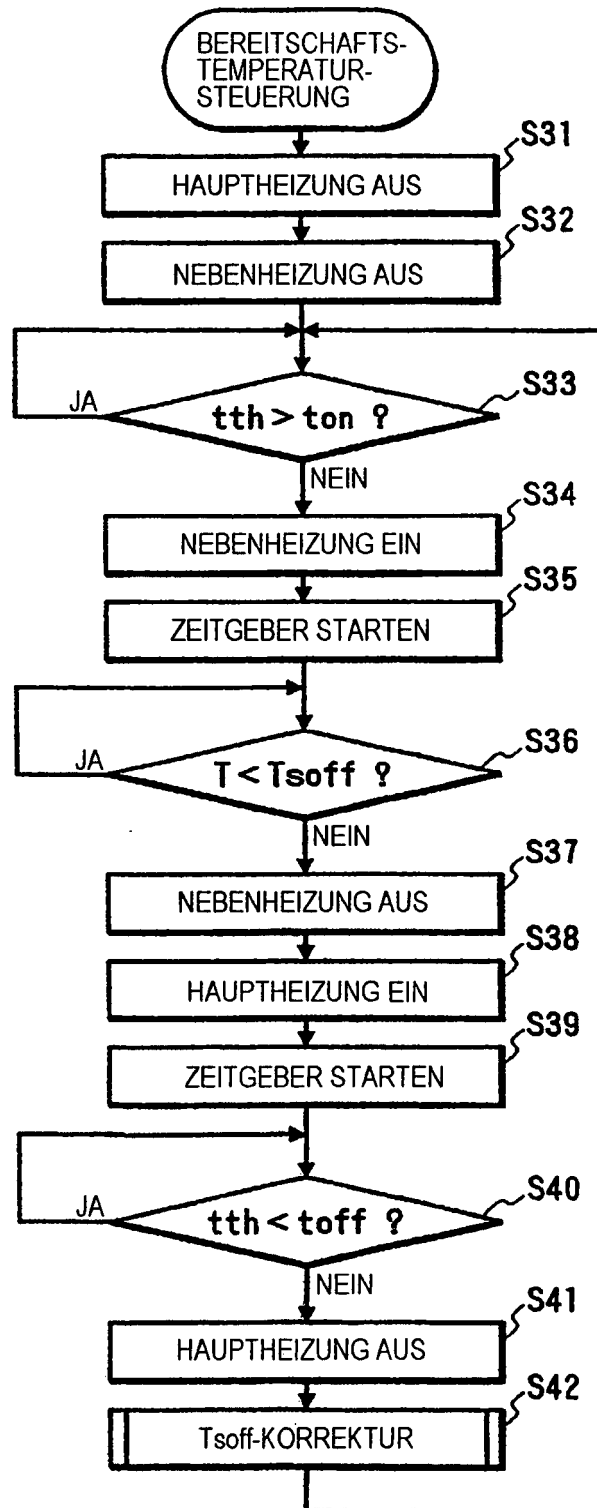 BEREITSCHAFTS-
TEMPERATUR-
STEUERUNG
S31
HAUPTHEIZUNG AUS
S32
NEBENHEIZUNG AUS
S33
JA
tth > ton ?
NEIN
S34
NEBENHEIZUNG EIN
S35
ZEITGEBER STARTEN
S36
JA
T < Tsoff ?
NEIN
S37
NEBENHEIZUNG AUS
S38
HAUPTHEIZUNG EIN
S39
ZEITGEBER STARTEN
S40
JA
tth < toff ?
NEIN
S41
HAUPTHEIZUNG AUS
S42
Tsoff-KORREKTUR